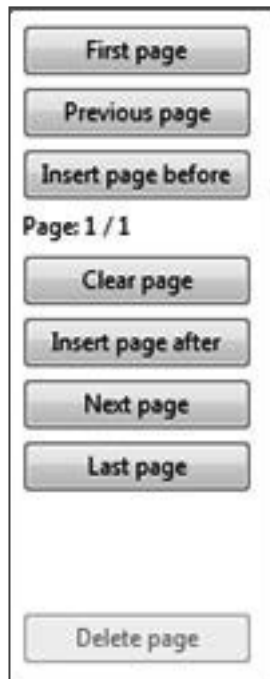 First page
Previous page
Insert page before
Page: 1 / 1
Clear page
Insert page after
Next page
Last page
Delete page